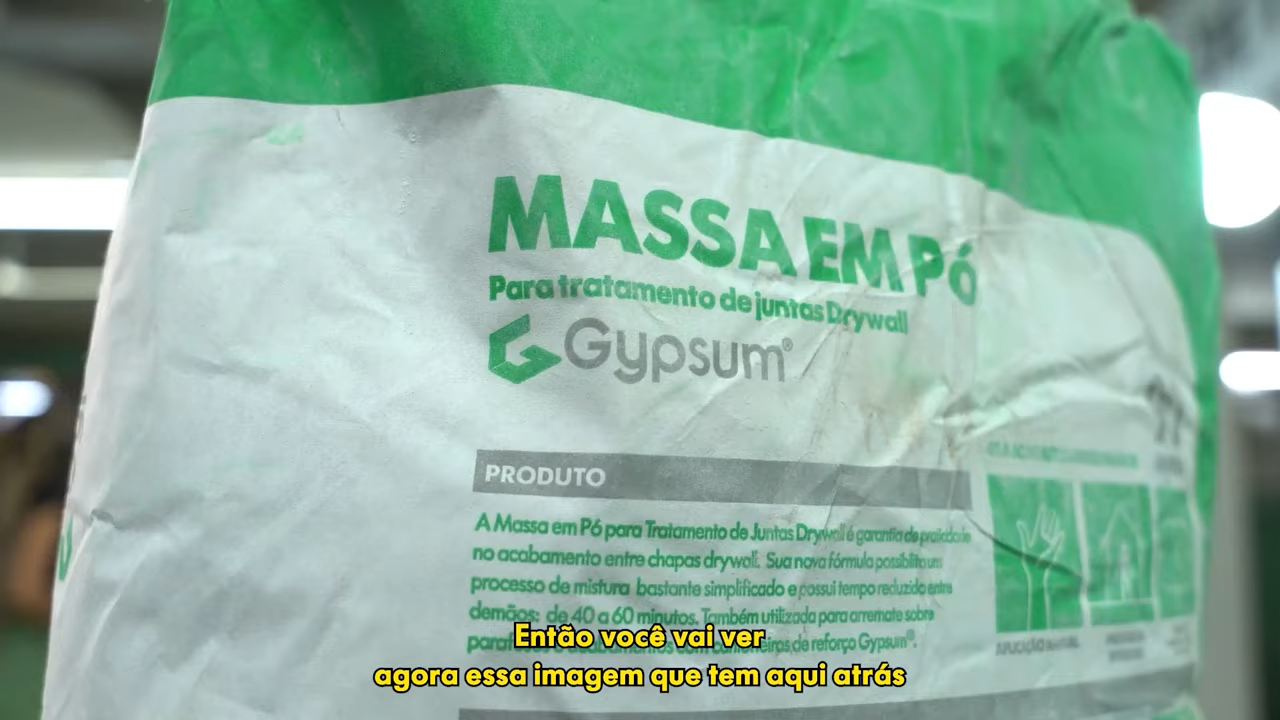 MASSA EM PÓ
Para tratamento de juntas Drywall
Gypsum®
PRODUTO
A Massa em Pó para Tratamento de Juntas Drywall é garantia de
no acabamento entre chapas drywall. Sua nova fórmula possibilita um
processo de mistura bastante simplificado e possui tempo reduzido entre
demãos: de 40 a 60 minutos. Também utilizada para arremate sobre
de reforço Gypsum®.
Então você vai ver
agora essa imagem que tem aqui atrás